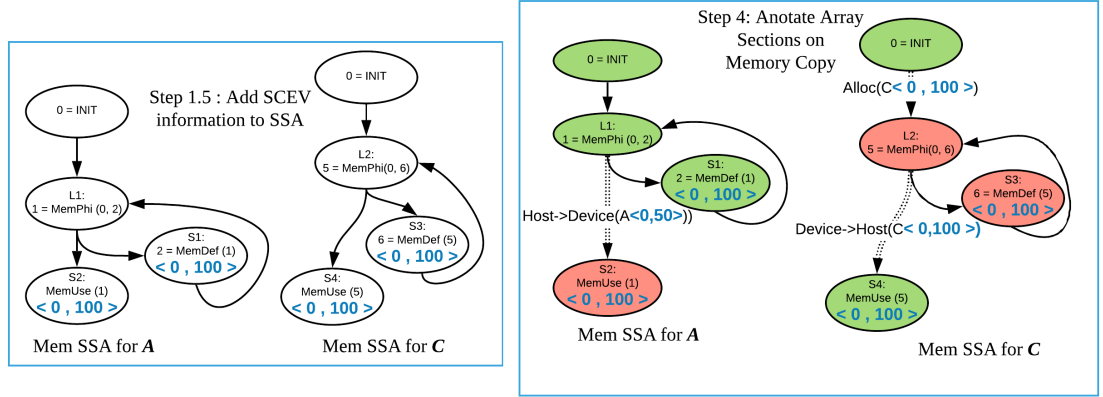 Step 1.5 : Add SCEV
information to SSA
0 = INIT
L1:
1 = MemPhi (0, 2)
S1:
2 = MemDef (1)
< 0 , 100 >
S2:
MemUse (1)
< 0 , 100 >
Mem SSA for A
0 = INIT
L2:
5 = MemPhi(0, 6)
S3:
6 = MemDef (5)
< 0 , 100 >
S4:
MemUse (5)
< 0 , 100 >
Mem SSA for C
Step 4: Anotate Array
Sections on
Memory Copy
0 = INIT
L1:
1 = MemPhi (0, 2)
S1:
2 = MemDef (1)
< 0 , 100 >
Host->Device(A<0,50>))
S2:
MemUse (1)
< 0 , 100 >
Mem SSA for A
0 = INIT
Alloc(C< 0 , 100 >)
L2:
5 = MemPhi(0, 6)
S3:
6 = MemDef (5)
< 0 , 100 >
Device->Host(C< 0,100 >)
S4:
MemUse (5)
< 0 , 100 >
Mem SSA for C